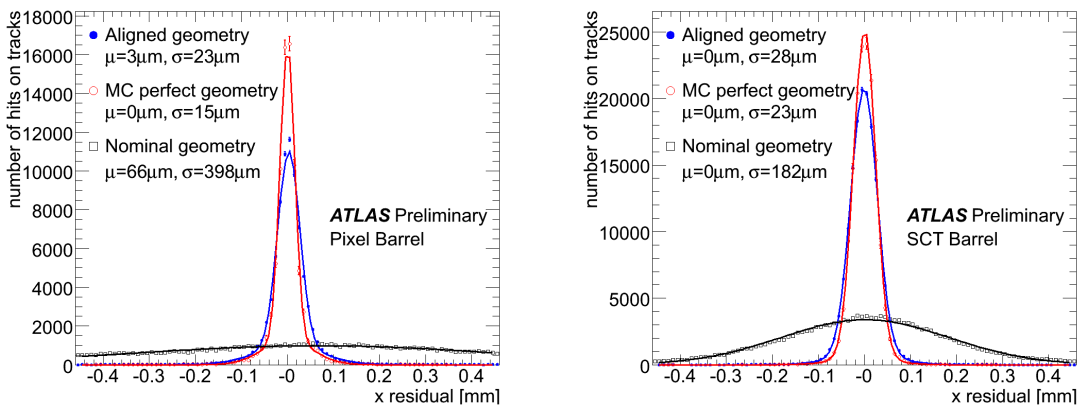 number of hits on tracks
18000
16000
14000
12000
10000
8000
6000
4000
2000
0
Aligned geometry
μ=3μm, σ=23μm
MC perfect geometry
μ=0μm, σ=15μm
Nominal geometry
μ=66μm, σ=398μm
ATLAS Preliminary
Pixel Barrel
-0.4 -0.3 -0.2 -0.1 -0 0.1 0.2 0.3 0.4
x residual [mm]
number of hits on tracks
25000
20000
15000
10000
5000
0
Aligned geometry
μ=0μm, σ=28μm
MC perfect geometry
μ=0μm, σ=23μm
Nominal geometry
μ=0μm, σ=182μm
ATLAS Preliminary
SCT Barrel
-0.4 -0.3 -0.2 -0.1 -0 0.1 0.2 0.3 0.4
x residual [mm]